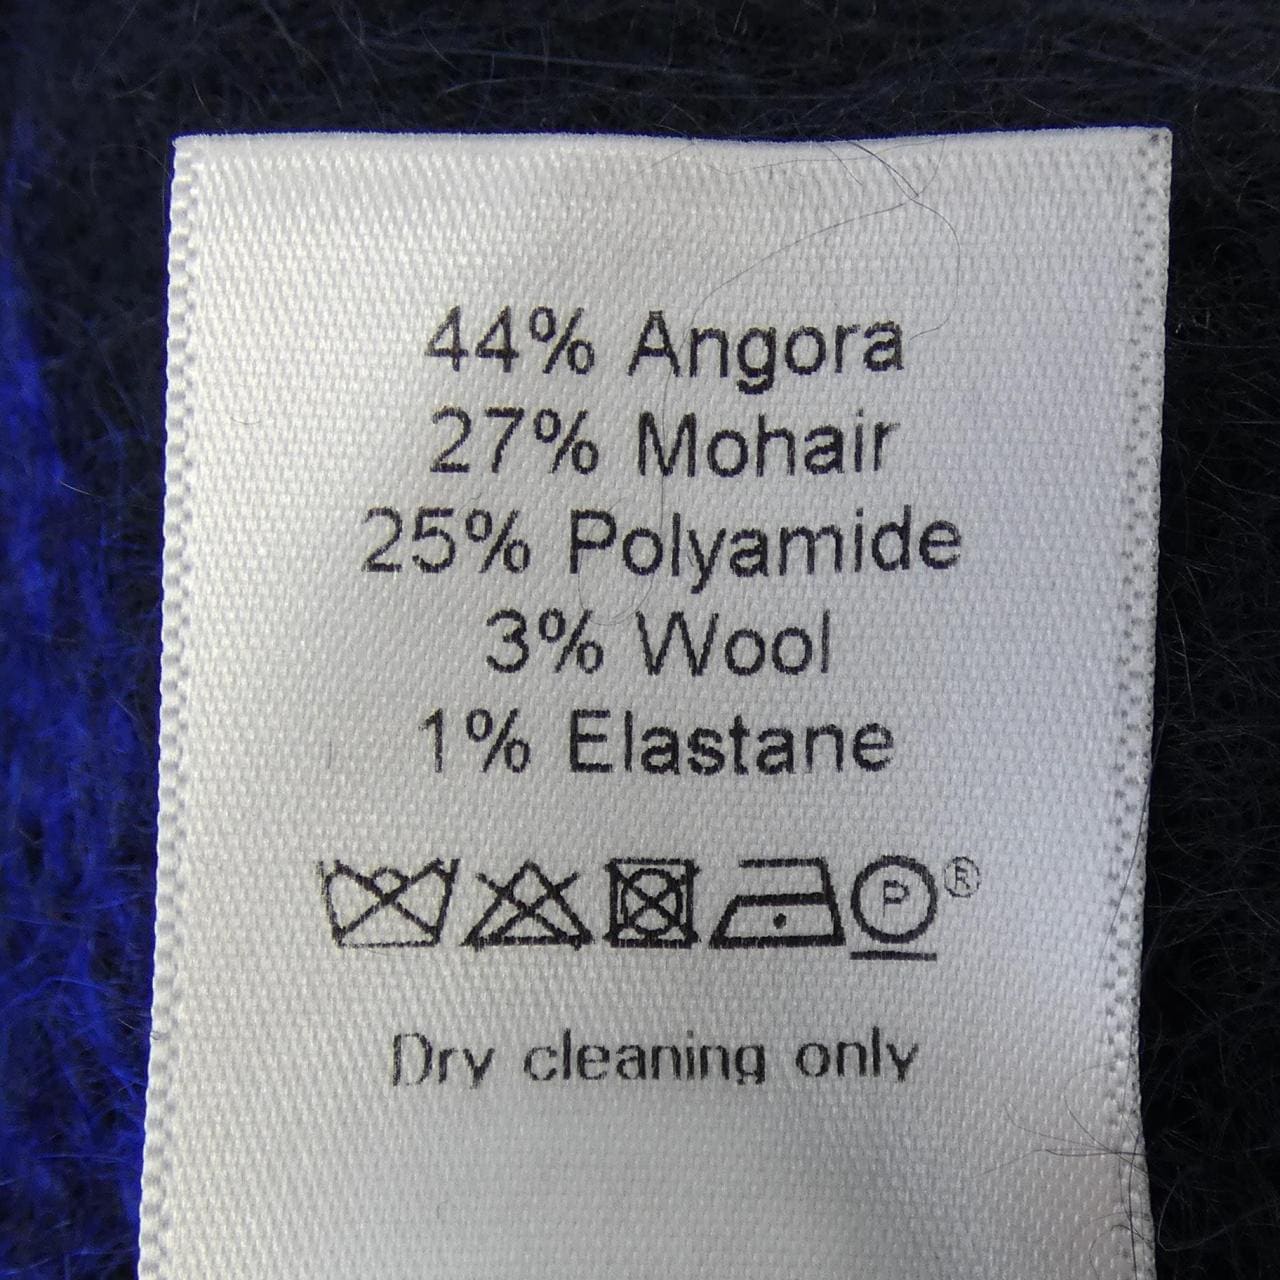 44% Angora
27% Mohair
25% Polyamide
3% Wool
1% Elastane
P ®
Dry cleaning only